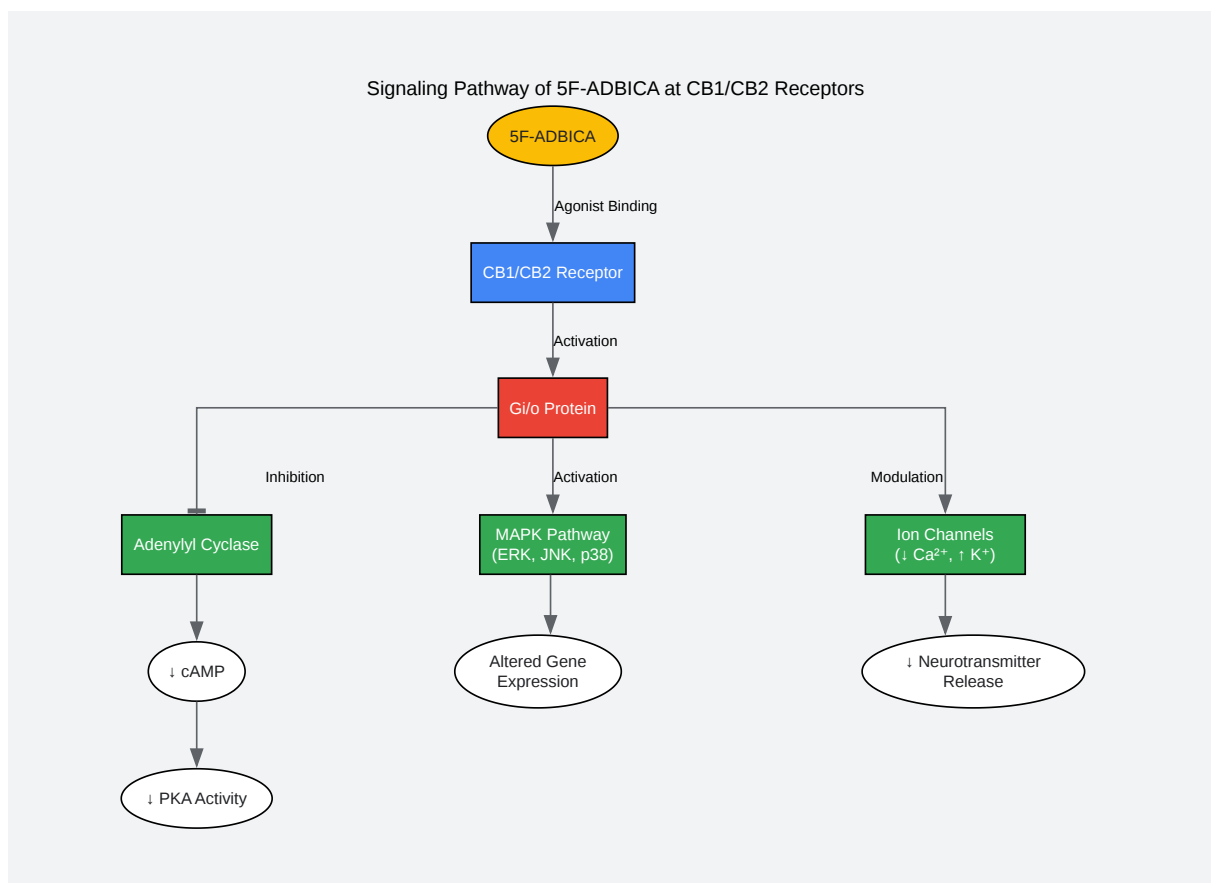 Signaling Pathway of 5F-ADBICA at CB1/CB2 Receptors
5F-ADBICA
Agonist Binding
CB1/CB2 Receptor
Activation
Gi/o Protein
Inhibition
Activation
Modulation
Adenylyl Cyclase
MAPK Pathway
(ERK, JNK, p38)
Ion Channels
(↓ Ca²⁺, ↑ K⁺)
↓ cAMP
Altered Gene
Expression
↓ Neurotransmitter
Release
↓ PKA Activity